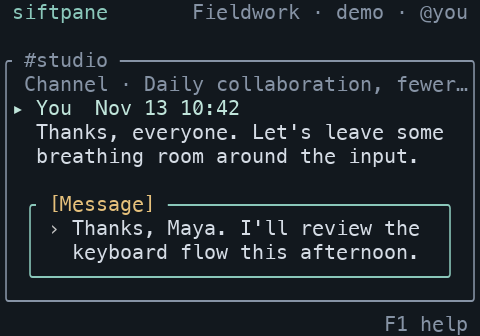 siftpane Fieldwork · demo · @you
#studio
Channel · Daily collaboration, fewer…
▸ You Nov 13 10:42
Thanks, everyone. Let's leave some
breathing room around the input.
[Message]
› Thanks, Maya. I'll review the
keyboard flow this afternoon.
F1 help